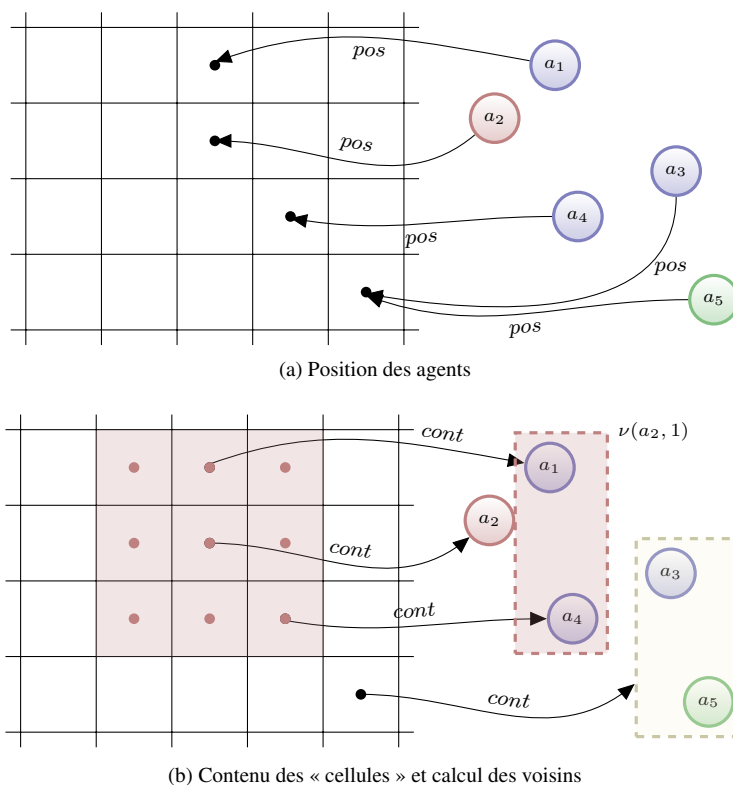 pos
a₁
a₂
pos
a₃
a₄
pos
pos
a₅
pos
(a) Position des agents
cont
ν(a₂, 1)
a₁
a₂
cont
a₃
cont
a₄
cont
a₅
(b) Contenu des « cellules » et calcul des voisins